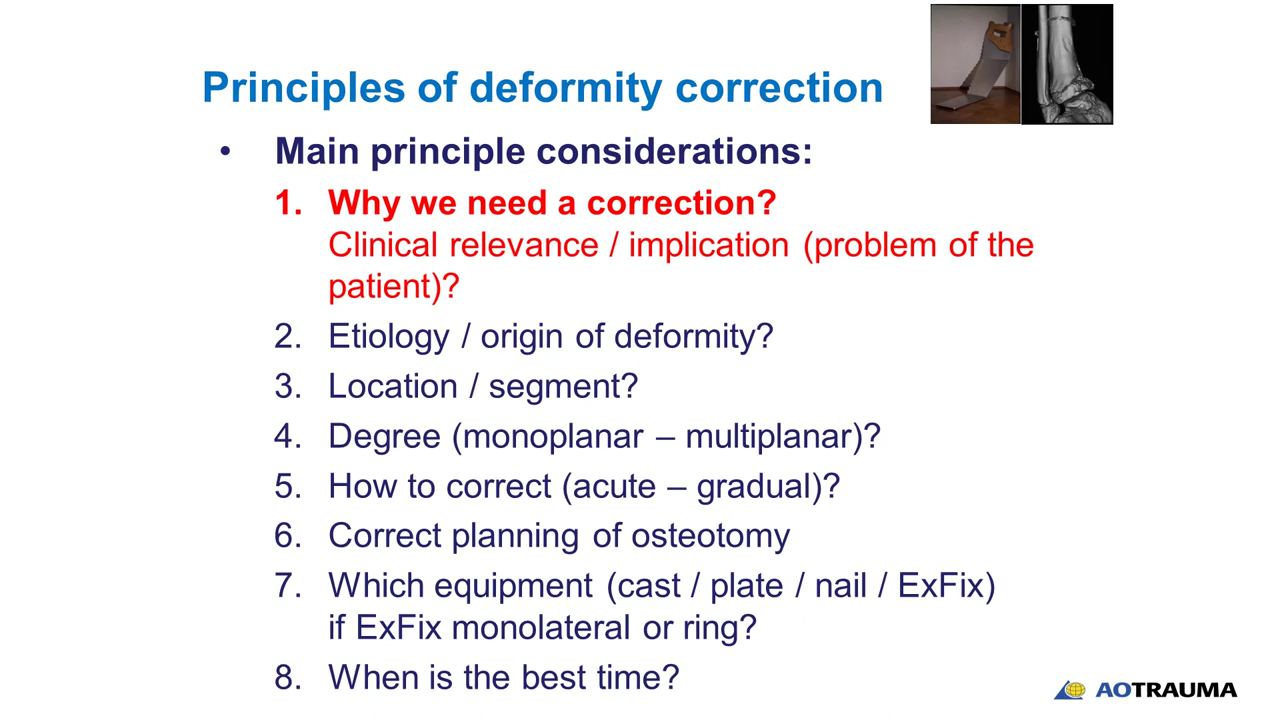 Principles of deformity correction
• Main principle considerations:
1. Why we need a correction?
Clinical relevance / implication (problem of the
patient)?
2. Etiology / origin of deformity?
3. Location / segment?
4. Degree (monoplanar – multiplanar)?
5. How to correct (acute – gradual)?
6. Correct planning of osteotomy
7. Which equipment (cast / plate / nail / ExFix)
if ExFix monolateral or ring?
8. When is the best time?
AOTRAUMA